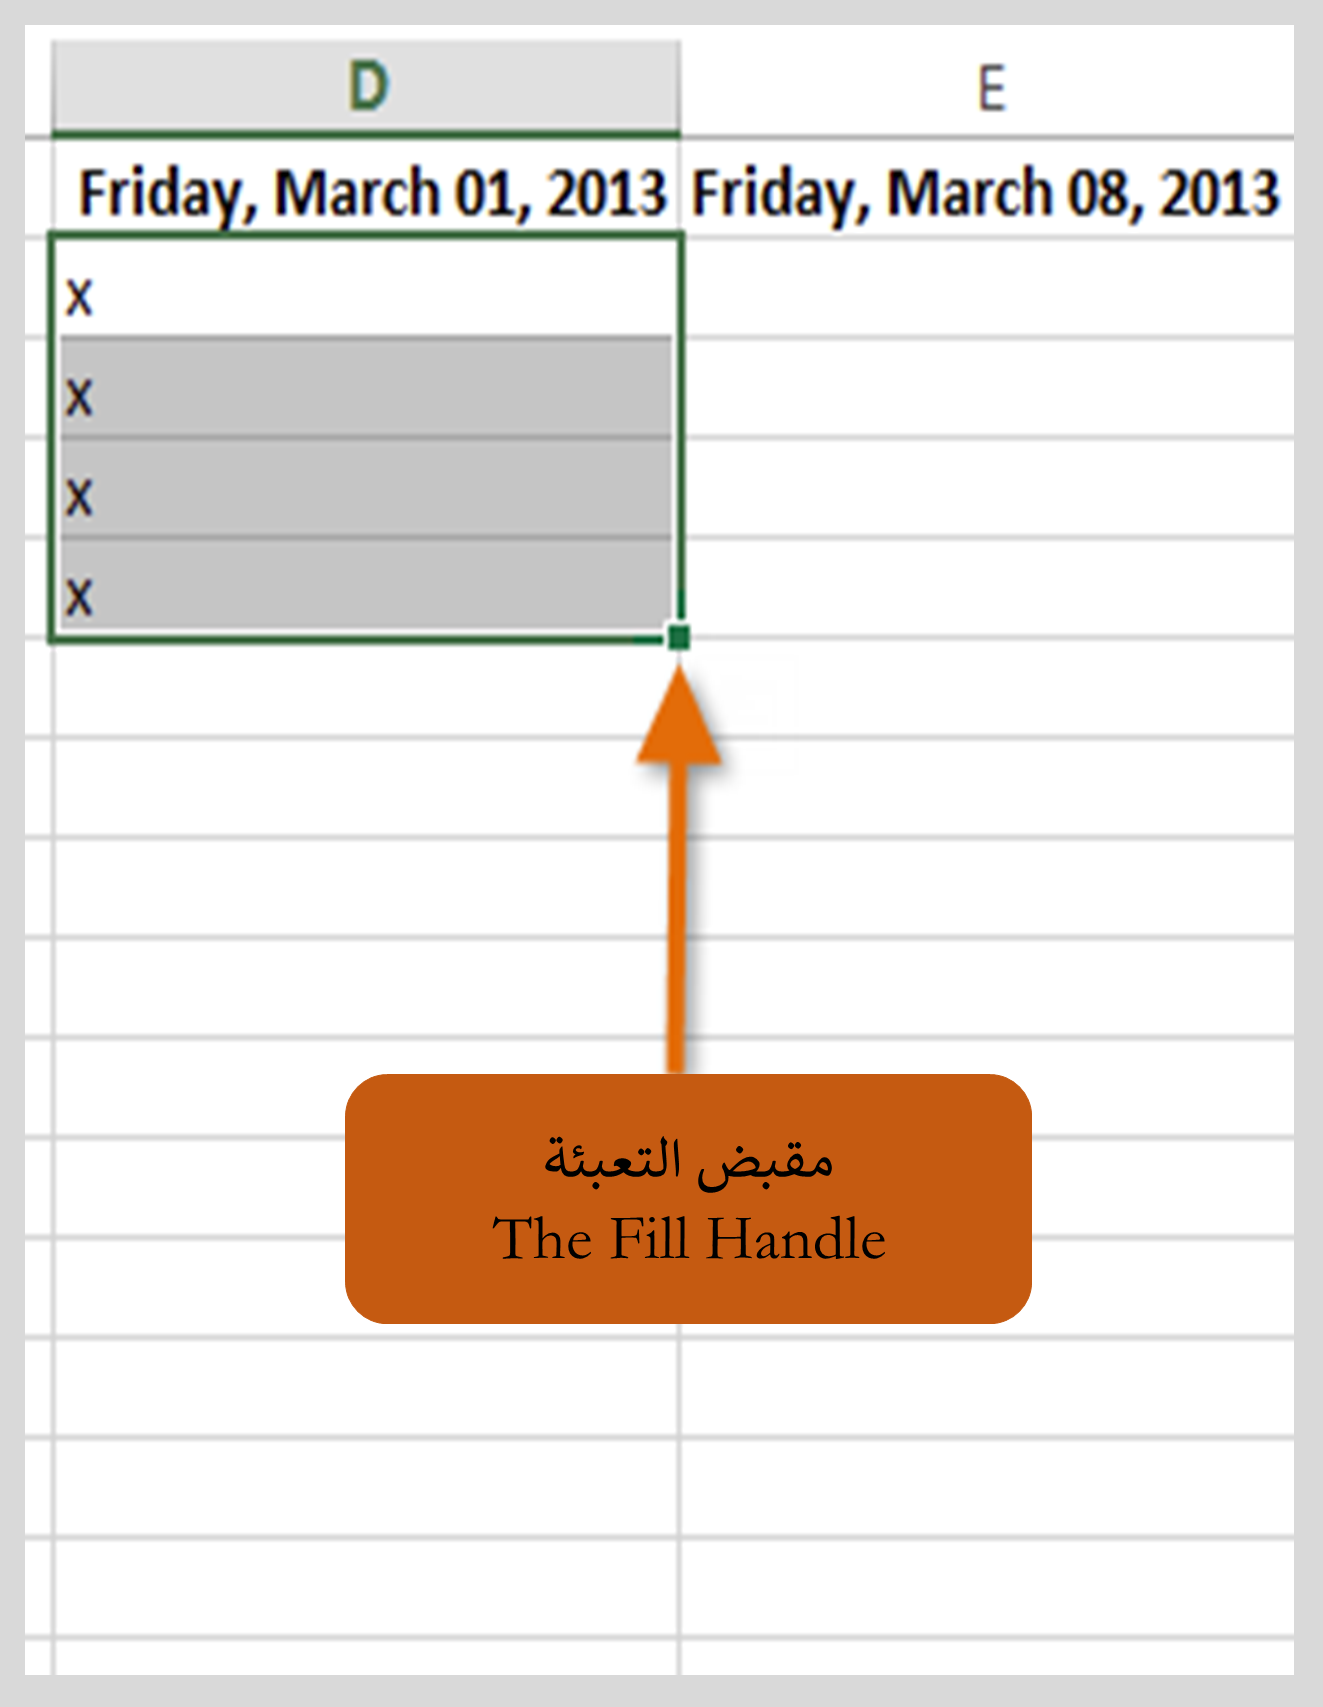 D E
Friday, March 01, 2013 Friday, March 08, 2013
x
x
x
x
مقبض التعبئة
The Fill Handle